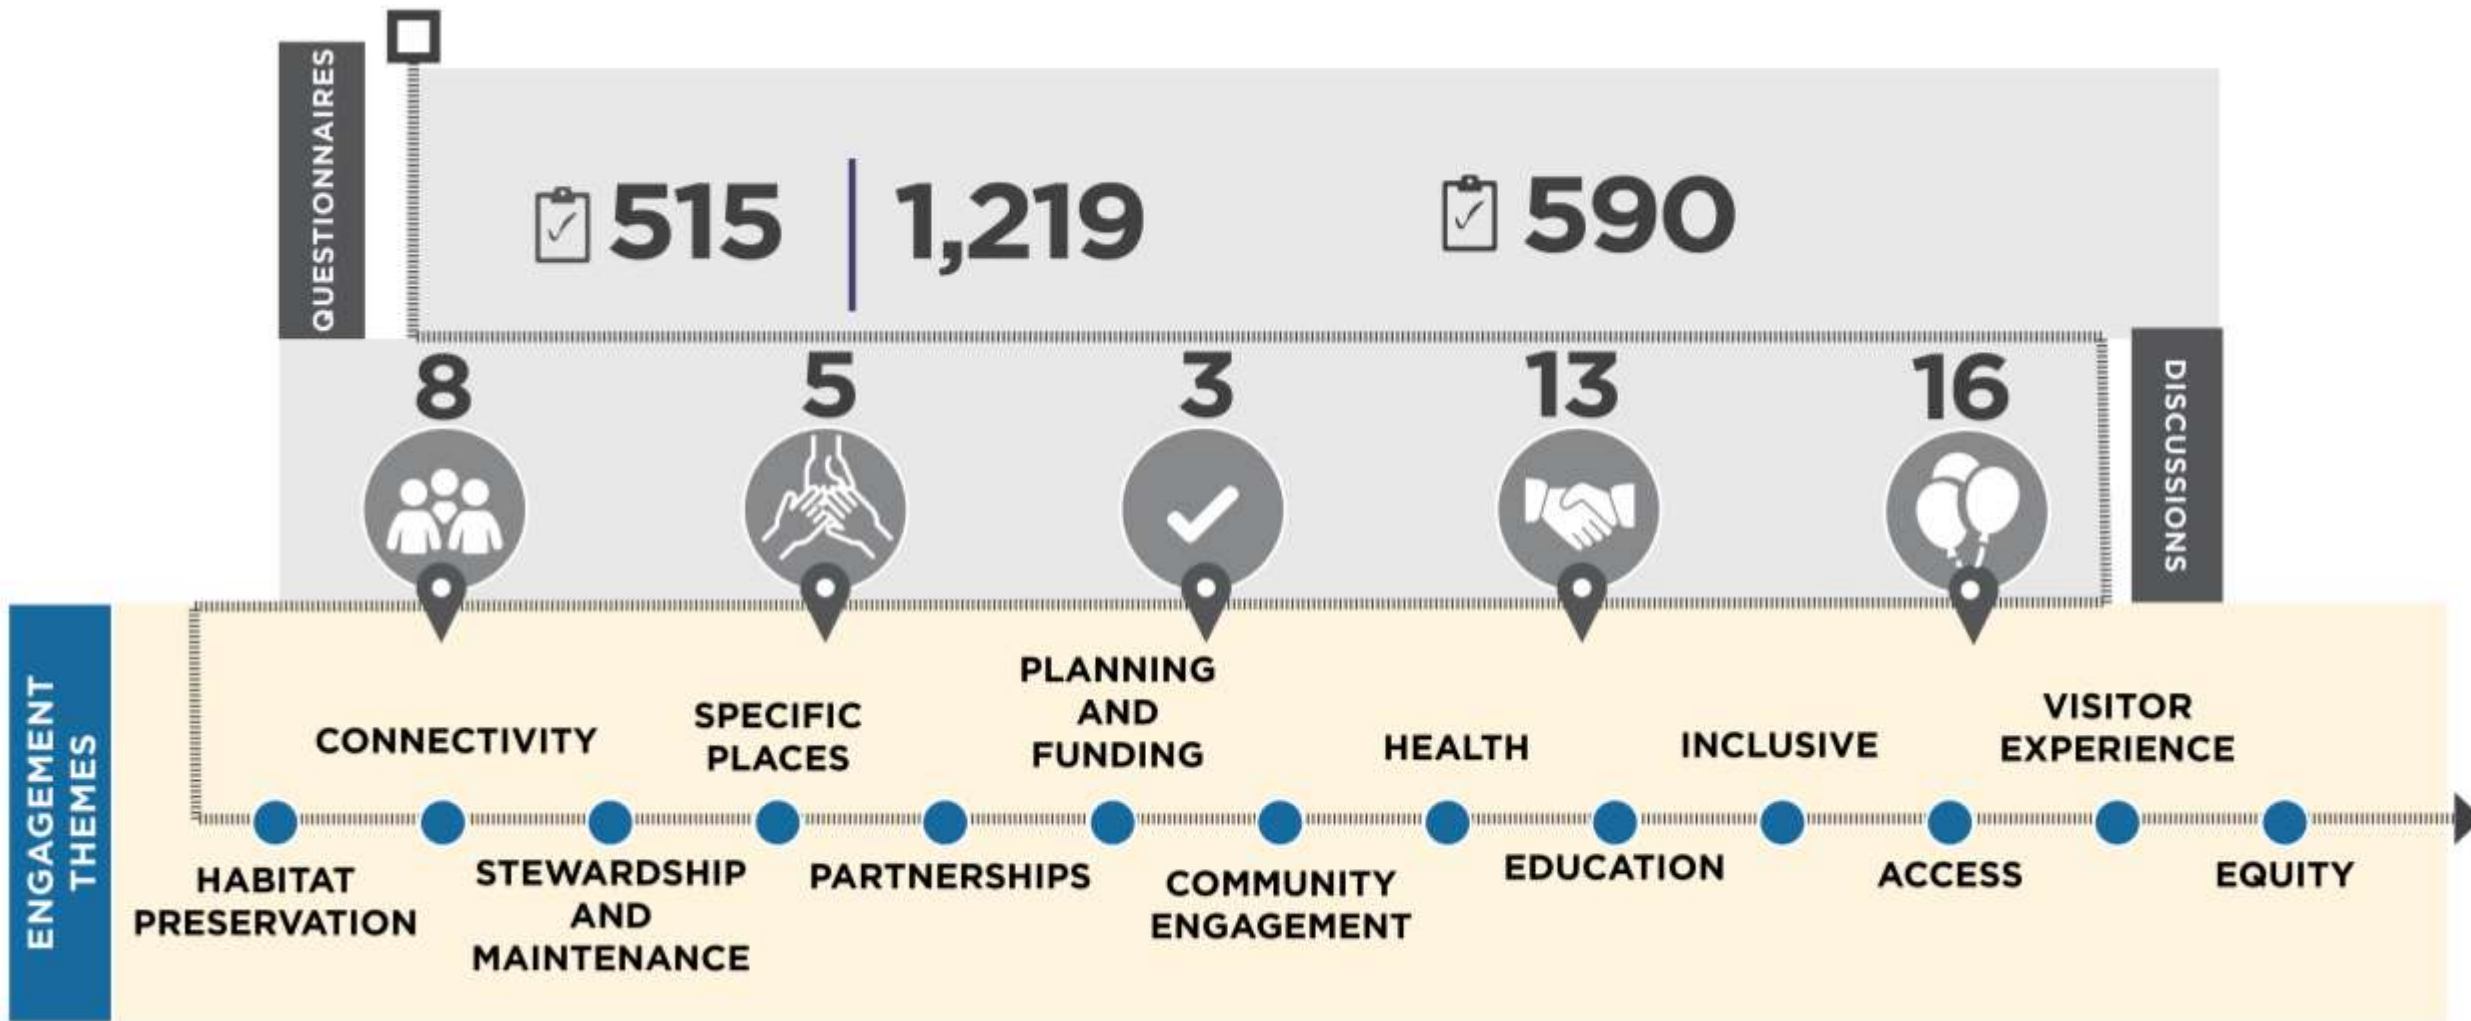 QUESTIONNAIRES
515
1,219
590
DISCUSSIONS
8
5
3
13
16
ENGAGEMENT
THEMES
HABITAT
PRESERVATION
CONNECTIVITY
STEWARDSHIP
AND
MAINTENANCE
SPECIFIC
PLACES
PARTNERSHIPS
PLANNING
AND
FUNDING
COMMUNITY
ENGAGEMENT
HEALTH
EDUCATION
INCLUSIVE
ACCESS
VISITOR
EXPERIENCE
EQUITY